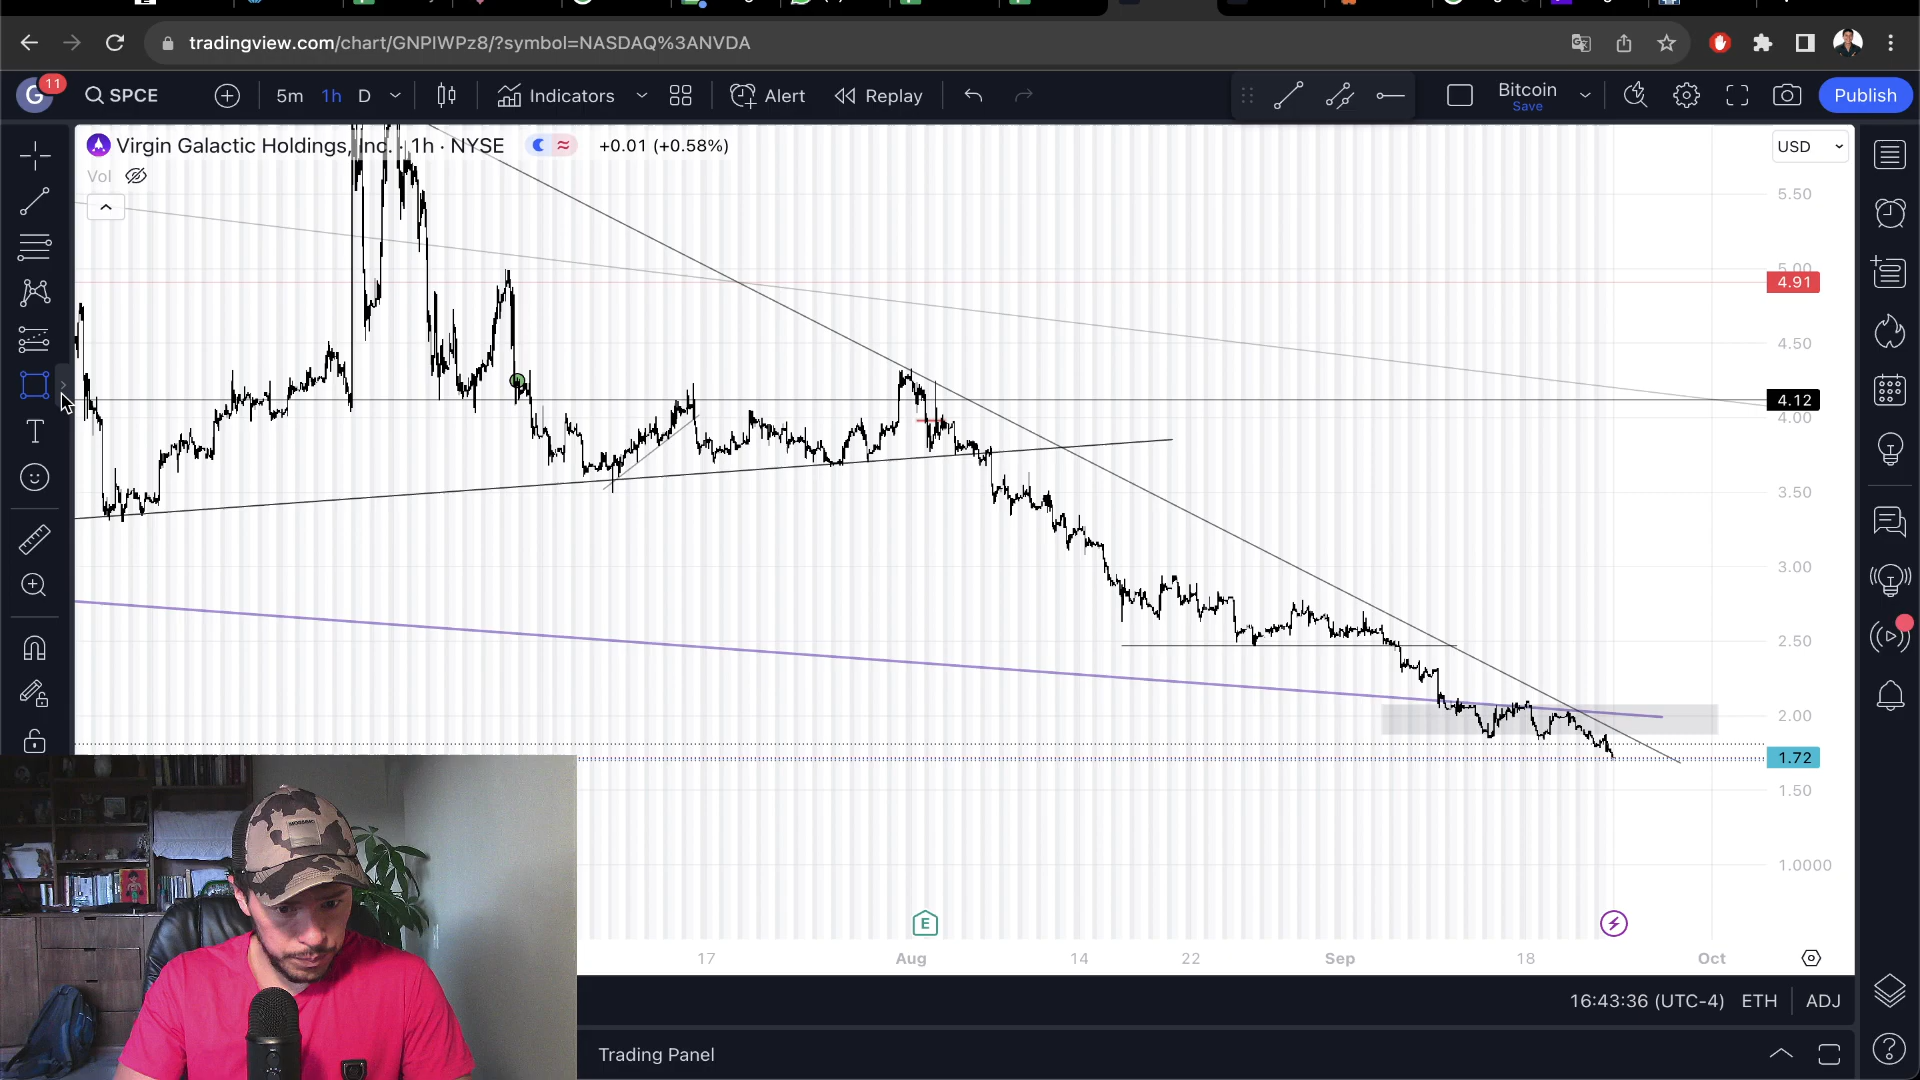 tradingview.com/chart/GNPIWPz8/?symbol=NASDAQ%3ANVDA
G 11 SPCE 5m 1h D Indicators Alert Replay Bitcoin Save Publish
Virgin Galactic Holdings, Inc. · 1h · NYSE +0.01 (+0.58%) USD
Vol
5.50
5.00
4.91
4.50
4.12
4.00
3.50
3.00
2.50
2.00
1.72
1.50
1.0000
E
17 Aug 14 22 Sep 18 Oct
16:43:36 (UTC-4) ETH ADJ
Trading Panel